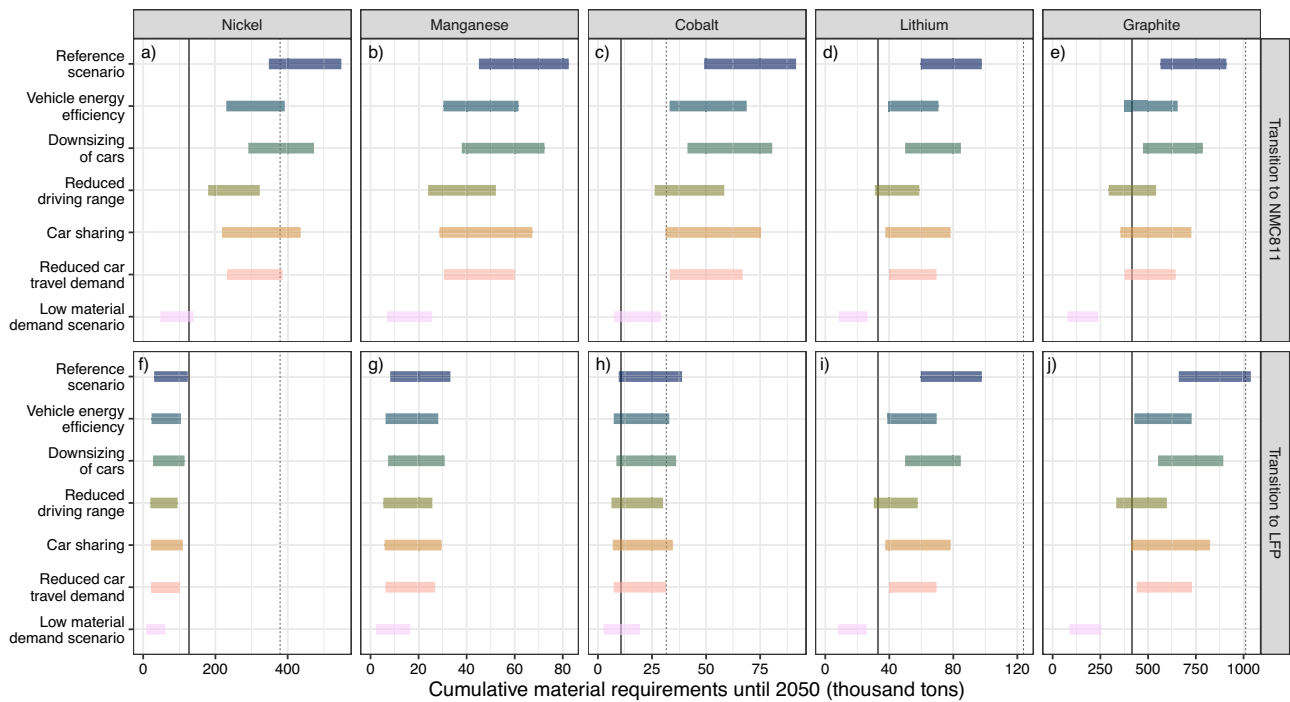 Nickel
Manganese
Cobalt
Lithium
Graphite
a)
b)
c)
d)
e)
Reference
scenario
Vehicle energy
efficiency
Downsizing
of cars
Reduced
driving range
Car sharing
Reduced car
travel demand
Low material
demand scenario
Transition to NMC811
f)
g)
h)
i)
j)
Reference
scenario
Vehicle energy
efficiency
Downsizing
of cars
Reduced
driving range
Car sharing
Reduced car
travel demand
Low material
demand scenario
Transition to LFP
0 200 400
0 20 40 60 80
0 25 50 75
0 40 80 120
0 250 500 750 1000
Cumulative material requirements until 2050 (thousand tons)